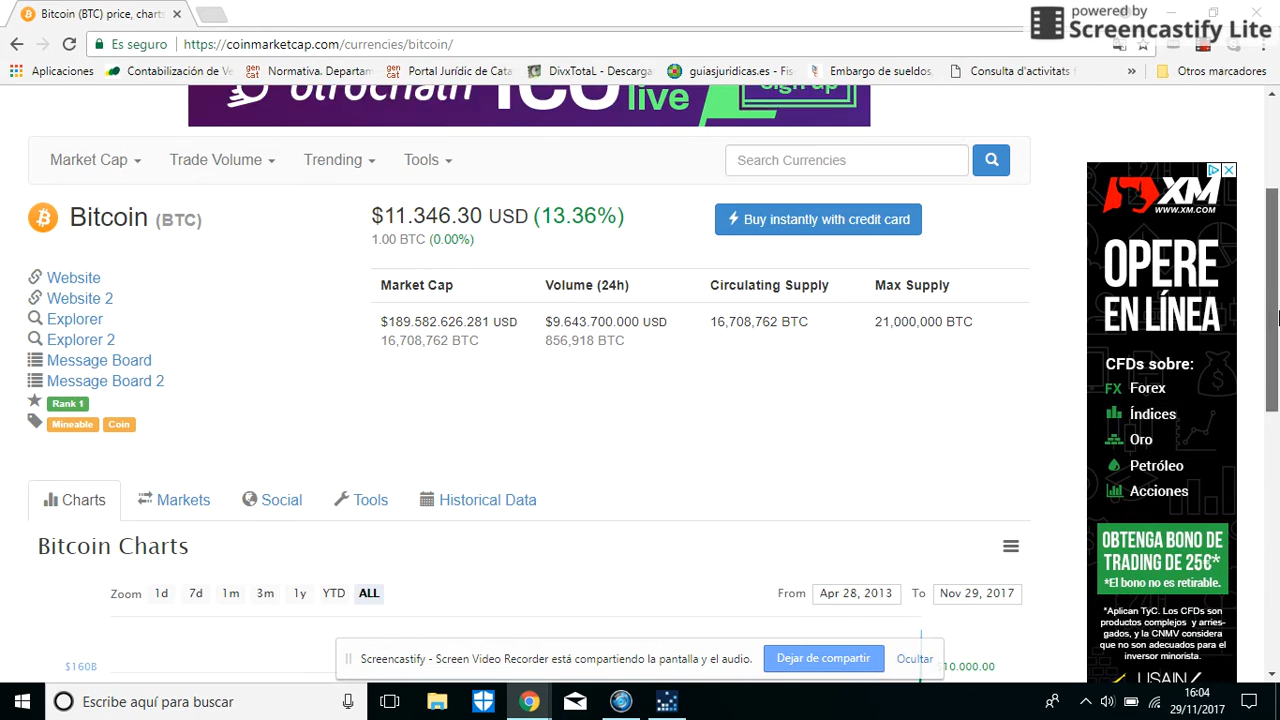 Bitcoin (BTC) price, charts
powered by
Screencastify Lite
Es seguro
https://coinmarketcap.com/currencies/bitcoin/
Aplicaciones
Contabilización de Ve
Normativa. Departam
Portal Jurídic de Cata
DivxTotaL - Descarga
guiasjuridicas.es - Fis
Embargo de sueldos,
Consulta d'activitats f
»
Otros marcadores
ICO live
Market Cap
Trade Volume
Trending
Tools
Search Currencies
Bitcoin (BTC)
$11.346.30 USD (13.36%)
1.00 BTC (0.00%)
Buy instantly with credit card
Website
Website 2
Explorer
Explorer 2
Message Board
Message Board 2
Rank 1
Mineable Coin
Market Cap
Volume (24h)
Circulating Supply
Max Supply
$189.582.626.281 USD
$9.643.700.000 USD
16,708,762 BTC
21,000,000 BTC
16,708,762 BTC
856,918 BTC
Charts
Markets
Social
Tools
Historical Data
Bitcoin Charts
Zoom 1d 7d 1m 3m 1y YTD ALL
From Apr 28, 2013 To Nov 29, 2017
$160B
Screencastify - Screen Video Recorder está compartiendo la pantalla y el audio.
Dejar de compartir
Ocultar
10.000.00
XM
WWW.XM.COM
OPERE
EN LÍNEA
CFDs sobre:
FX Forex
Índices
Oro
Petróleo
Acciones
OBTENGA BONO DE
TRADING DE 25€*
*El bono no es retirable.
*Aplican TyC. Los CFDs son
productos complejos y arries-
gados, y la CNMV considera
que no son adecuados para el
inversor minorista.
USAIN
Escribe aquí para buscar
16:04
29/11/2017